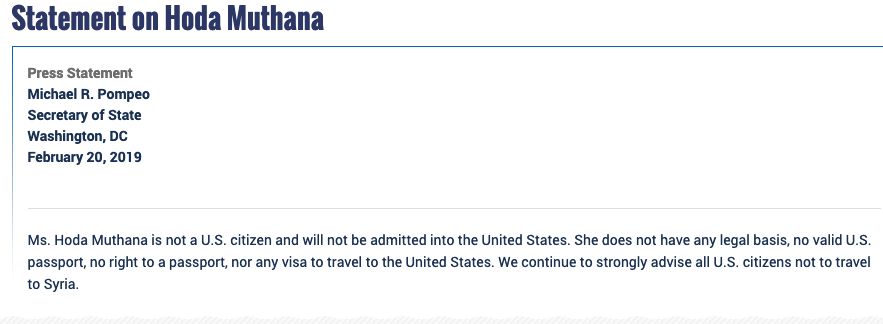 Statement on Hoda Muthana
Press Statement
Michael R. Pompeo
Secretary of State
Washington, DC
February 20, 2019
Ms. Hoda Muthana is not a U.S. citizen and will not be admitted into the United States. She does not have any legal basis, no valid U.S.
passport, no right to a passport, nor any visa to travel to the United States. We continue to strongly advise all U.S. citizens not to travel
to Syria.